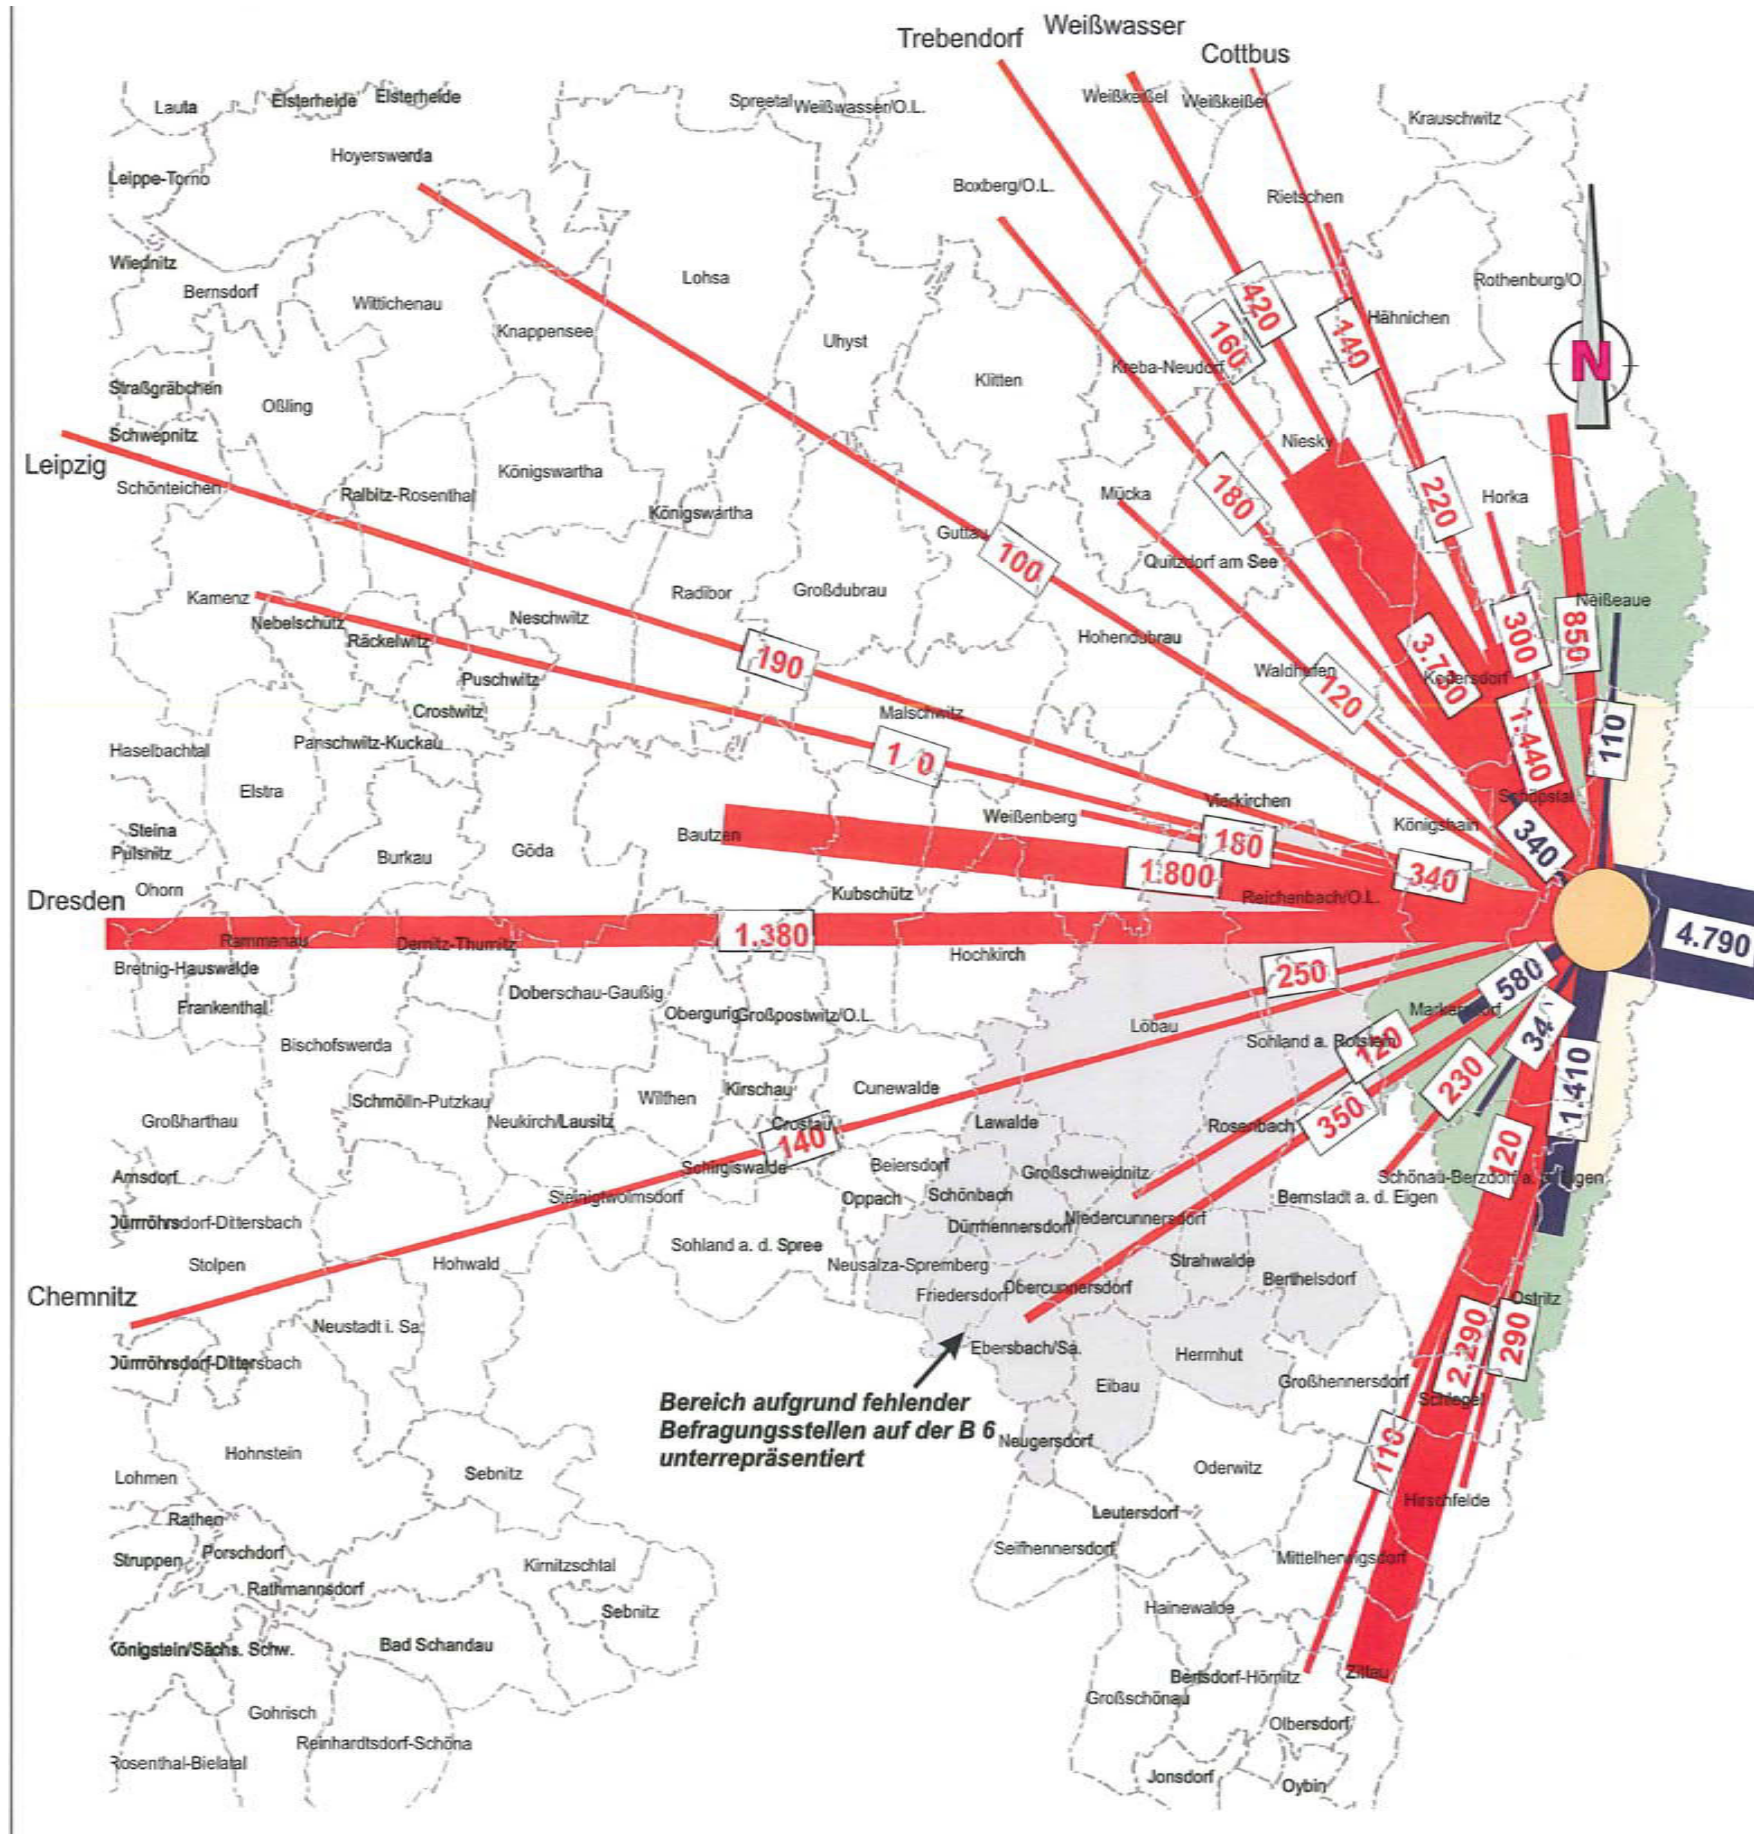 Weißwasser
Trebendorf
Cottbus
Lauta
Elsterheide
Elsterheide
Spreetal
Weißwasser/O.L.
Weißkeißel
Weißkeißel
Krauschwitz
Hoyerswerda
Leippe-Torno
Boxberg/O.L.
Rietschen
Wiednitz
Bernsdorf
Wittichenau
Lohsa
Rothenburg/O
Knappensee
Uhyst
420
160
140
Hähnichen
N
Kreba-Neudorf
Klitten
Straßgräbchen
Oßling
Schwepnitz
Niesky
Leipzig
Schönteichen
Königswartha
Ralbitz-Rosenthal
Königswartha
Mücka
180
220
Horka
Guttau
100
Quitzdorf am See
Kamenz
Radibor
Großdubrau
Neißeaue
Nebelschütz
Neschwitz
Räckelwitz
Hohendubrau
300
850
190
Waldhufen
Puschwitz
120
Kodersdorf
Crostwitz
Malschwitz
Haselbachtal
Panschwitz-Kuckau
1.440
110
Elstra
Vierkirchen
Schöpstal
Weißenberg
Königshain
Steina
Pulsnitz
Burkau
Göda
Bautzen
180
340
340
Ohorn
1.800
Kubschütz
Reichenbach/O.L.
Dresden
1.380
4.790
Rammenau
Demitz-Thumitz
Hochkirch
Bretnig-Hauswalde
250
580
Frankenthal
Doberschau-Gaußig
Obergurig
Großpostwitz/O.L.
Markersdorf
Löbau
Bischofswerda
Sohland a. Rotstein
120
Schmölln-Putzkau
Wilthen
Kirschau
Cunewalde
230
1.410
Großharthau
Neukirch/Lausitz
Crostau
Lawalde
Rosenbach
350
140
120
Arnsdorf
Schirgiswalde
Beiersdorf
Großschweidnitz
Steinigtwolmsdorf
Oppach
Schönbach
Bernstadt a. d. Eigen
Dürrröhrsdorf-Dittersbach
Dürrhennersdorf
Niedercunnersdorf
Stolpen
Hohwald
Sohland a. d. Spree
Neusalza-Spremberg
Strahwalde
Berthelsdorf
Chemnitz
Friedersdorf
Obercunnersdorf
Ostritz
Neustadt i. Sa.
Ebersbach/Sa.
Herrnhut
2.290
290
Dürrröhrsdorf-Dittersbach
Eibau
Großhennersdorf
Schlegel
Bereich aufgrund fehlender
Befragungsstellen auf der B 6
unterrepräsentiert
Neugersdorf
110
Hohnstein
Lohmen
Sebnitz
Oderwitz
Hirschfelde
Rathen
Leutersdorf
Struppen
Porschdorf
Kirnitzschtal
Seifhennersdorf
Mittelherwigsdorf
Rathmannsdorf
Sebnitz
Hainewalde
Königstein/Sächs. Schw.
Bad Schandau
Bertsdorf-Hörnitz
Zittau
Großschönau
Gohrisch
Olbersdorf
Reinhardtsdorf-Schöna
Rosenthal-Bielatal
Jonsdorf
Oybin